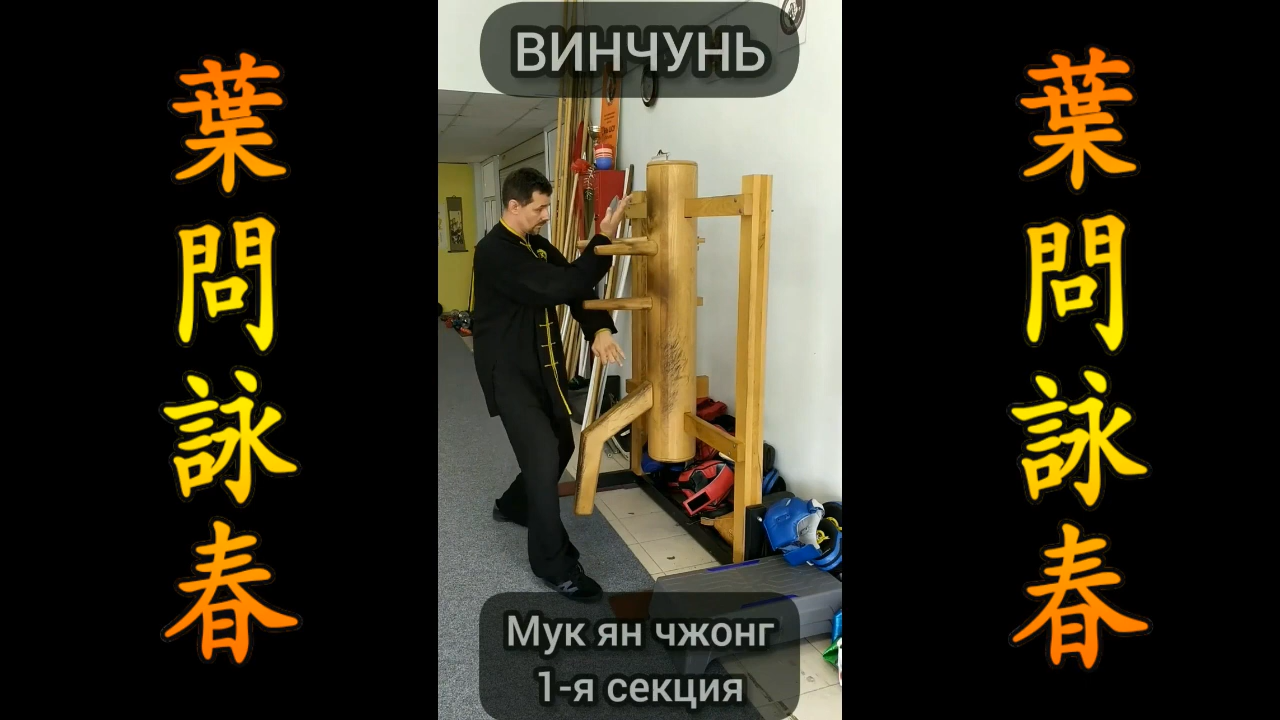 ВИНЧУНЬ
葉問詠春
葉問詠春
Мук ян чжонг
1-я секция